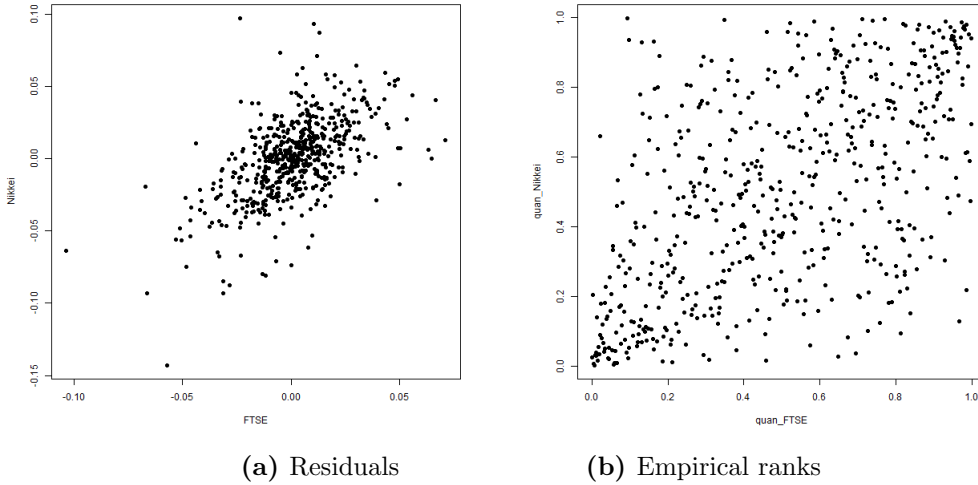 0.10
0.05
0.00
-0.05
-0.10
-0.15
Nikkei
-0.10 -0.05 0.00 0.05
FTSE
(a) Residuals
1.0
0.8
0.6
0.4
0.2
0.0
quan_Nikkei
0.0 0.2 0.4 0.6 0.8 1.0
quan_FTSE
(b) Empirical ranks